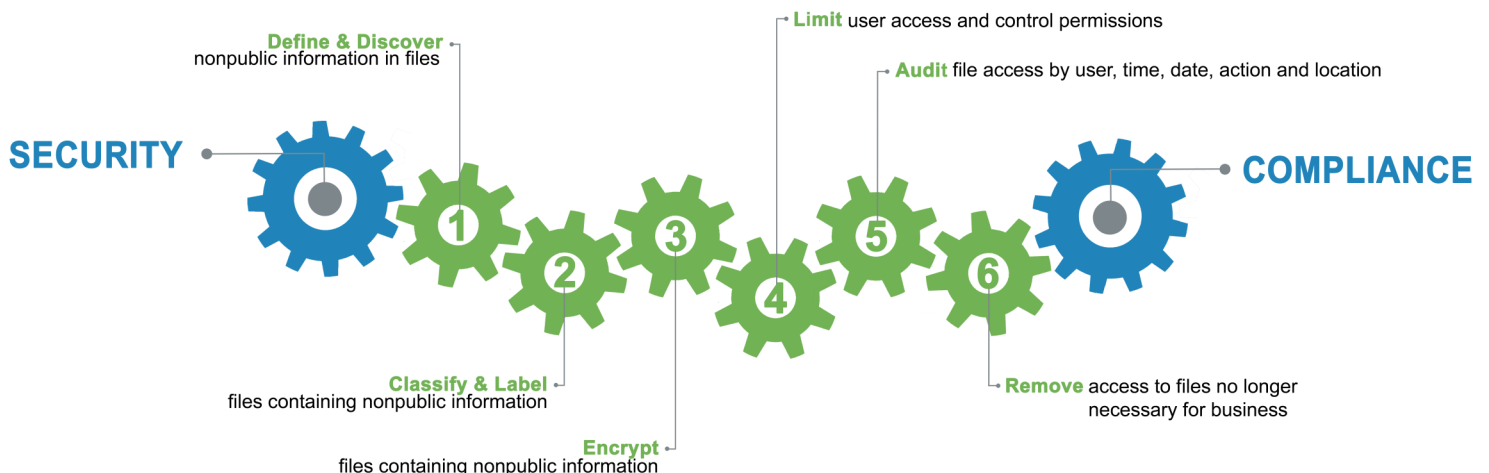 SECURITY
Define & Discover
nonpublic information in files
1
Classify & Label
files containing nonpublic information
2
Encrypt
files containing nonpublic information
3
Limit user access and control permissions
4
Audit file access by user, time, date, action and location
5
Remove access to files no longer
necessary for business
6
COMPLIANCE